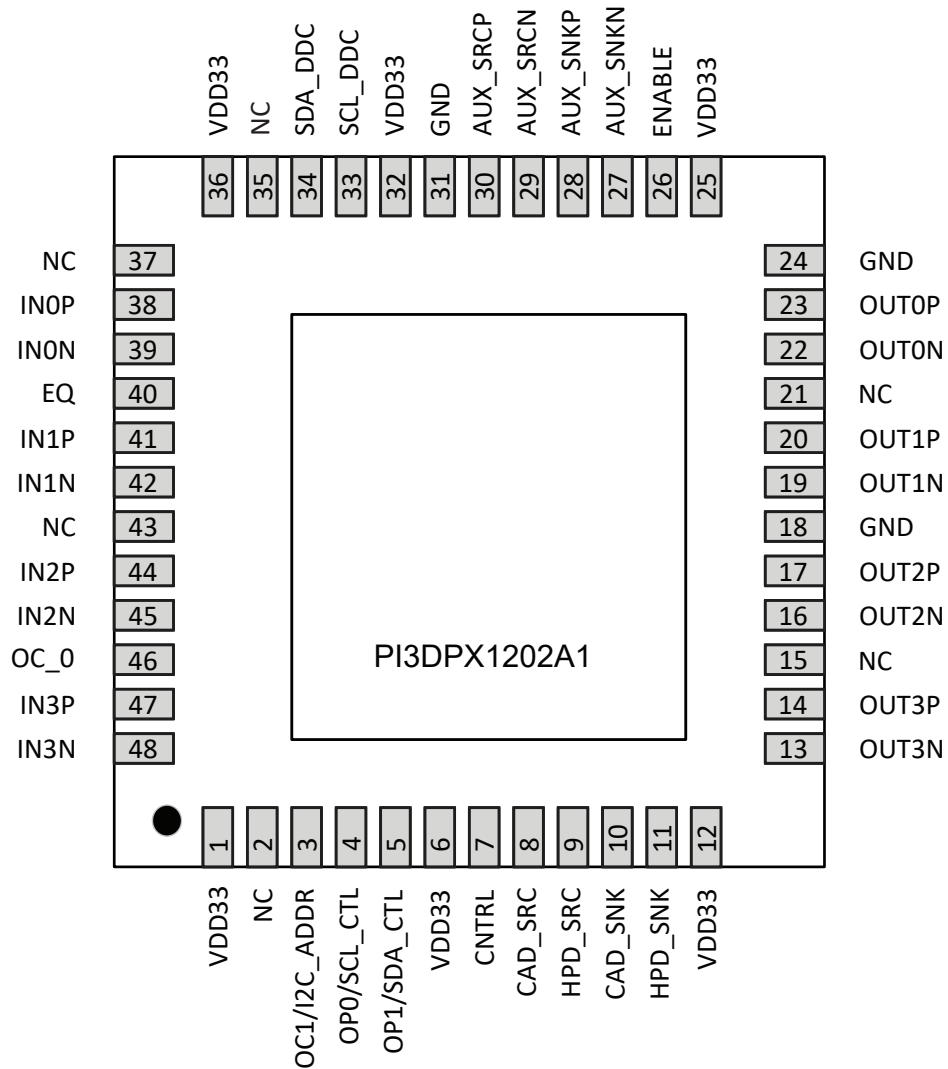 VDD33
NC
SDA_DDC
SCL_DDC
VDD33
GND
AUX_SRCP
AUX_SRCN
AUX_SNKP
AUX_SNKN
ENABLE
VDD33
36
35
34
33
32
31
30
29
28
27
26
25
NC 37
IN0P 38
IN0N 39
EQ 40
IN1P 41
IN1N 42
NC 43
IN2P 44
IN2N 45
OC_0 46
IN3P 47
IN3N 48
24 GND
23 OUT0P
22 OUT0N
21 NC
20 OUT1P
19 OUT1N
18 GND
17 OUT2P
16 OUT2N
15 NC
14 OUT3P
13 OUT3N
PI3DPX1202A1
1
2
3
4
5
6
7
8
9
10
11
12
VDD33
NC
OC1/I2C_ADDR
OP0/SCL_CTL
OP1/SDA_CTL
VDD33
CNTRL
CAD_SRC
HPD_SRC
CAD_SNK
HPD_SNK
VDD33